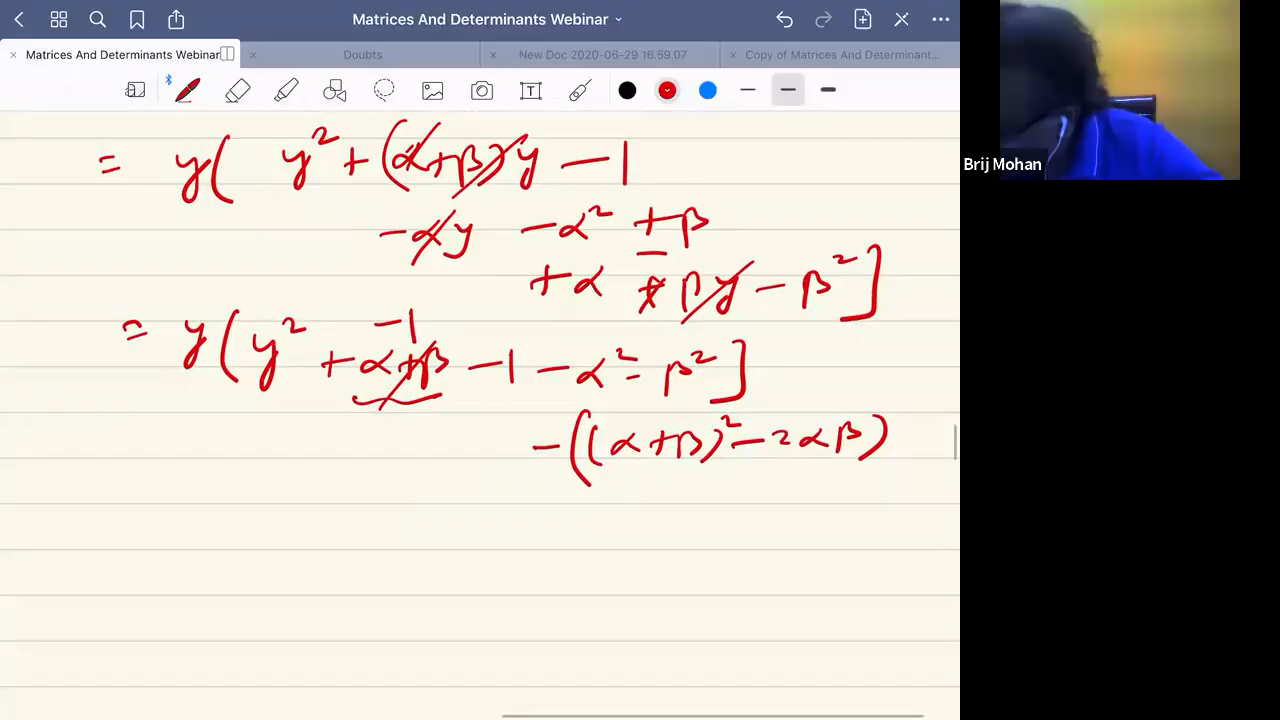 Matrices And Determinants Webinar
Matrices And Determinants Webinar
Doubts
New Doc 2020-06-29 16.59.07
Copy of Matrices And Determinant...
T
Brij Mohan
= y( y² + (α+β)y − 1
− αy − α² + β
+ α + βy − β² ]
−1
= y( y² + α+β − 1 − α² − β² ]
− ((α+β)² − 2αβ)